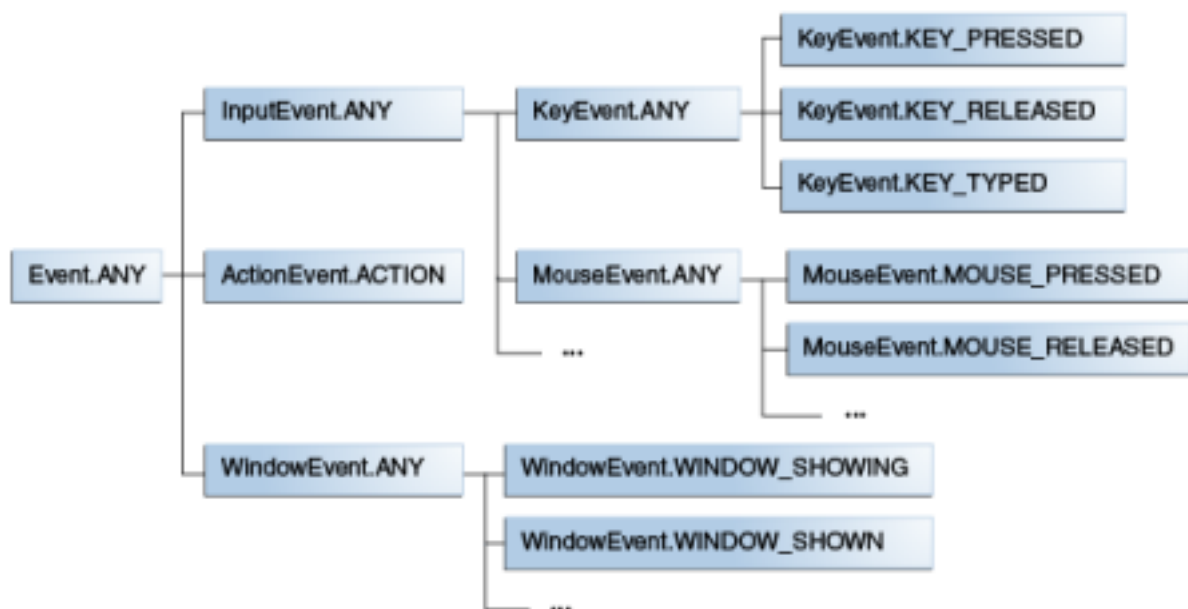 KeyEvent.KEY_PRESSED
InputEvent.ANY
KeyEvent.ANY
KeyEvent.KEY_RELEASED
KeyEvent.KEY_TYPED
Event.ANY
ActionEvent.ACTION
MouseEvent.ANY
MouseEvent.MOUSE_PRESSED
MouseEvent.MOUSE_RELEASED
...
...
WindowEvent.ANY
WindowEvent.WINDOW_SHOWING
WindowEvent.WINDOW_SHOWN
...